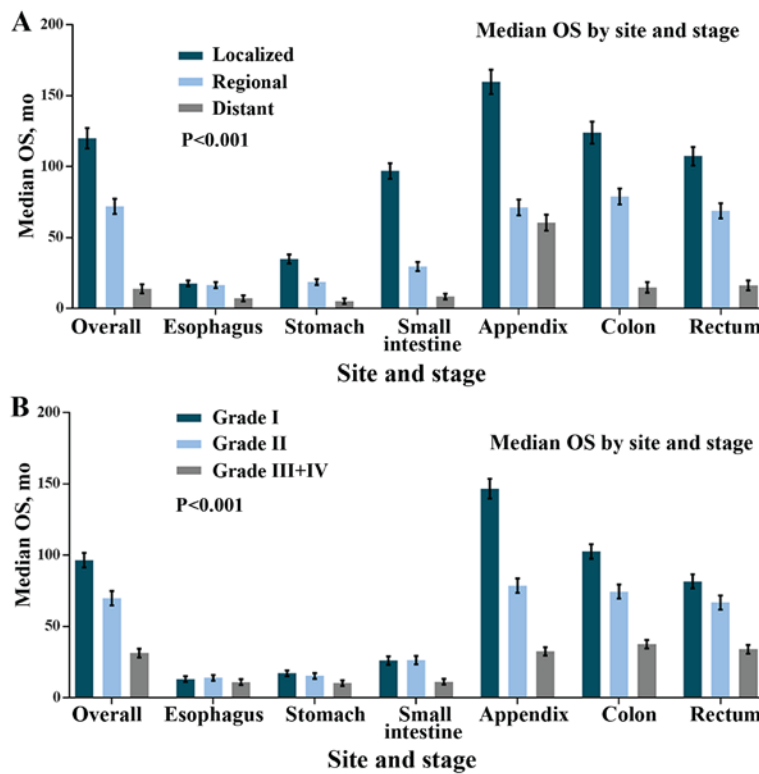 A
200
Median OS by site and stage
Localized
Regional
Distant
P<0.001
150
100
50
0
Median OS, mo
Overall Esophagus Stomach Small intestine Appendix Colon Rectum
Site and stage
B
200
Grade I
Grade II
Grade III+IV
Median OS by site and stage
P<0.001
150
100
50
0
Median OS, mo
Overall Esophagus Stomach Small intestine Appendix Colon Rectum
Site and stage